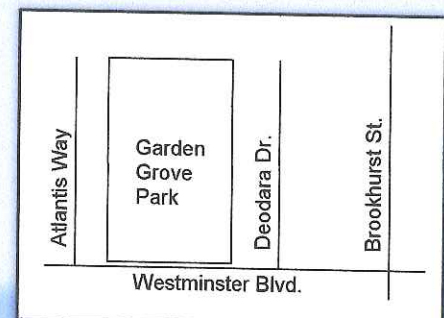 Atlantis Way
Garden
Grove
Park
Deodara Dr.
Brookhurst St.
Westminster Blvd.